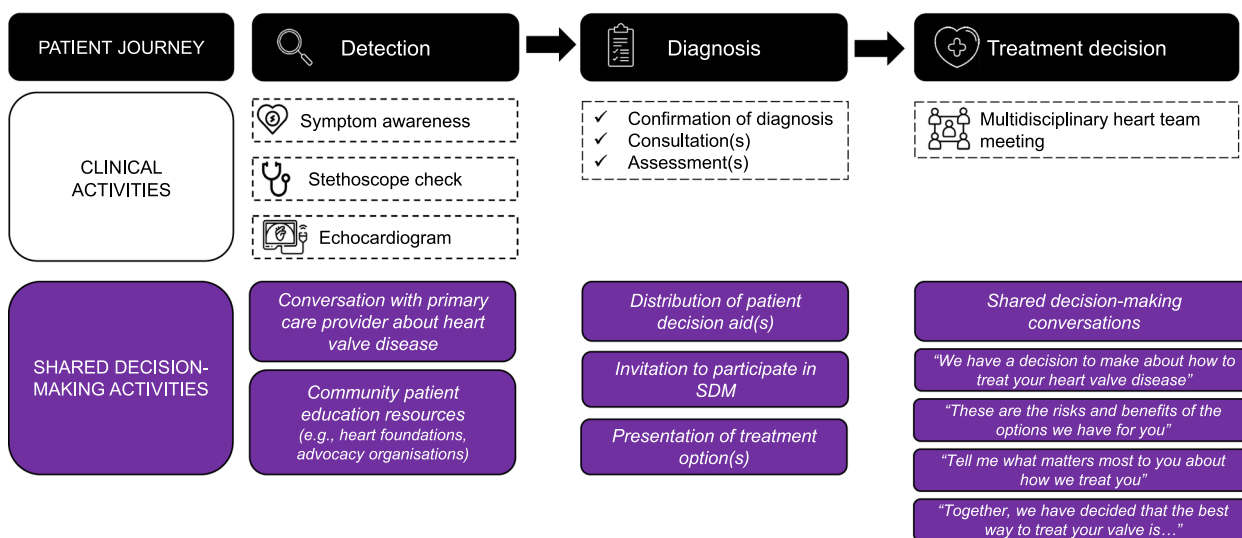 PATIENT JOURNEY
Detection
Diagnosis
Treatment decision
CLINICAL
ACTIVITIES
Symptom awareness
Stethoscope check
Echocardiogram
✓ Confirmation of diagnosis
✓ Consultation(s)
✓ Assessment(s)
Multidisciplinary heart team
meeting
SHARED DECISION-
MAKING ACTIVITIES
Conversation with primary
care provider about heart
valve disease
Community patient
education resources
(e.g., heart foundations,
advocacy organisations)
Distribution of patient
decision aid(s)
Invitation to participate in
SDM
Presentation of treatment
option(s)
Shared decision-making
conversations
“We have a decision to make about how to
treat your heart valve disease”
“These are the risks and benefits of the
options we have for you”
“Tell me what matters most to you about
how we treat you”
“Together, we have decided that the best
way to treat your valve is…”